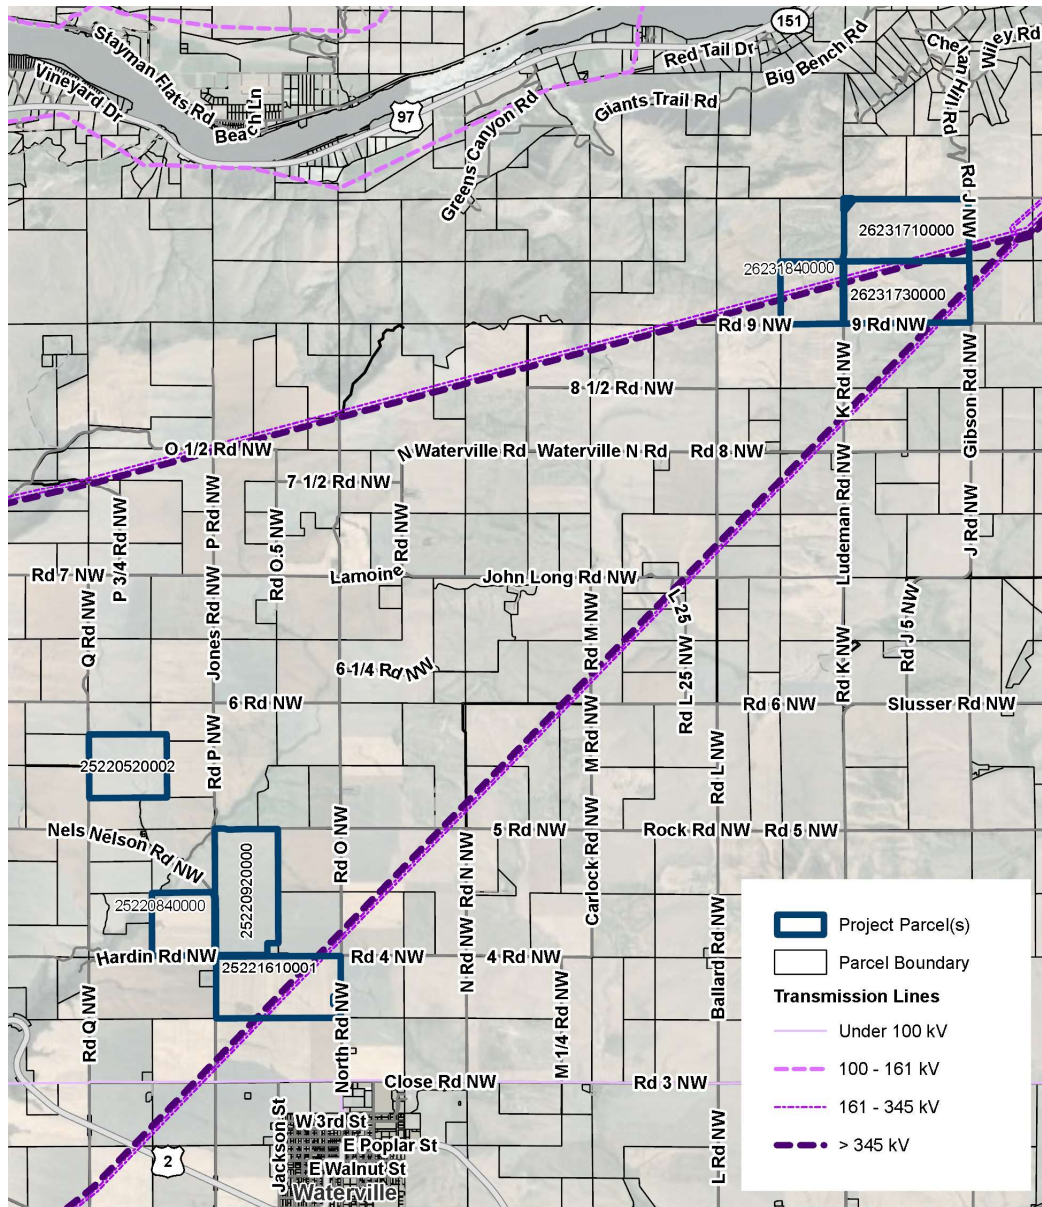 151
Stayman Flats Rd
Red Tail Dr
Big Bench Rd
Chelan Hill Rd
Wiley Rd
Vineyard Dr
Beach Ln
97
Giants Trail Rd
Greens Canyon Rd
Rd J NW
26231710000
26231840000
26231730000
Rd 9 NW
9 Rd NW
K Rd NW
Gibson Rd NW
8 1/2 Rd NW
O 1/2 Rd NW
N Waterville Rd
Waterville N Rd
Rd 8 NW
7 1/2 Rd NW
P Rd NW
P 3/4 Rd NW
Rd O.5 NW
Rd NW
Ludeman Rd NW
J Rd NW
Rd 7 NW
Lamoine
John Long Rd NW
Q Rd NW
Jones Rd NW
Rd M NW
L-25
Rd J 5 NW
6-1/4 Rd NW
Rd L-25 NW
Rd K NW
6 Rd NW
Rd 6 NW
Slusser Rd NW
Rd P NW
M Rd NW
Rd L NW
25220520002
Nels
Nelson Rd NW
Rd O NW
5 Rd NW
Rock Rd NW
Rd 5 NW
25220920000
Rd N NW
Carlock Rd NW
25220840000
Hardin Rd NW
25221610001
Rd 4 NW
4 Rd NW
N Rd NW
Ballard Rd NW
Rd Q NW
North Rd NW
M 1/4 Rd NW
Close Rd NW
Rd 3 NW
W 3rd St
E Poplar St
E Walnut St
Jackson St
Waterville
2
L Rd NW
Project Parcel(s)
Parcel Boundary
Transmission Lines
Under 100 kV
100 - 161 kV
161 - 345 kV
> 345 kV